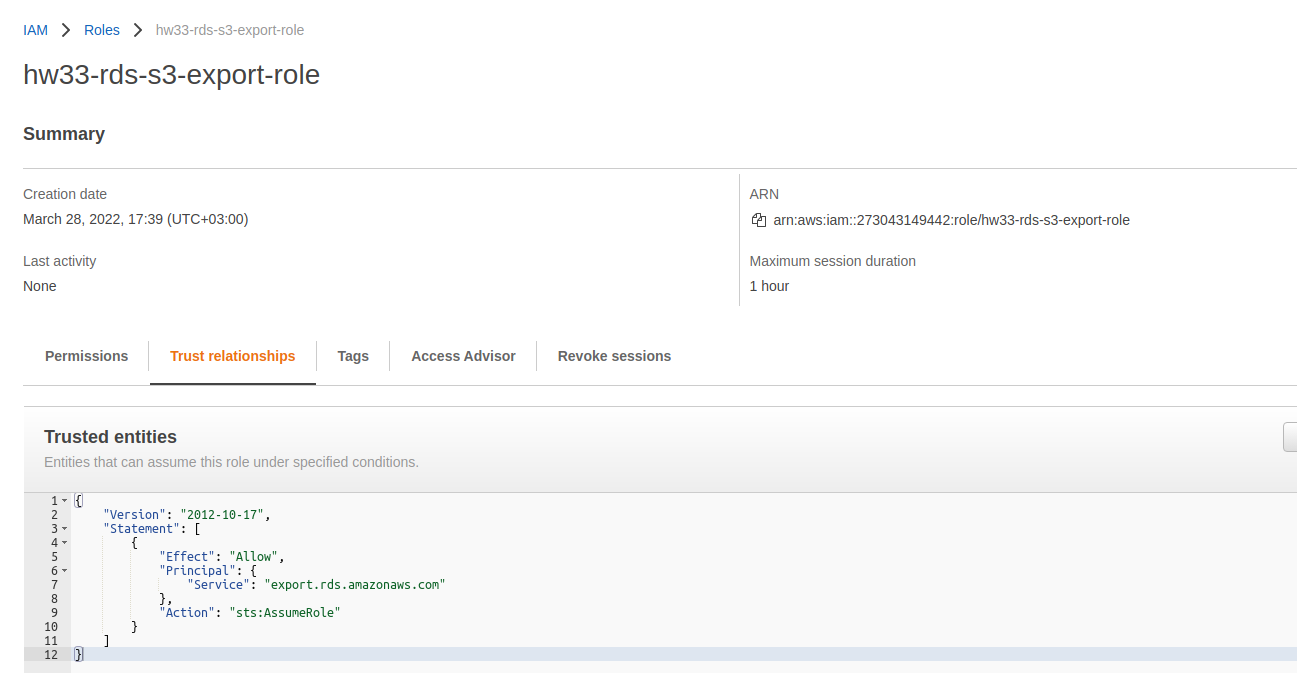 IAM > Roles > hw33-rds-s3-export-role
hw33-rds-s3-export-role
Summary
Creation date
March 28, 2022, 17:39 (UTC+03:00)
ARN
arn:aws:iam::273043149442:role/hw33-rds-s3-export-role
Last activity
None
Maximum session duration
1 hour
Permissions Trust relationships Tags Access Advisor Revoke sessions
Trusted entities
Entities that can assume this role under specified conditions.
1 {
2     "Version": "2012-10-17",
3     "Statement": [
4         {
5             "Effect": "Allow",
6             "Principal": {
7                 "Service": "export.rds.amazonaws.com"
8             },
9             "Action": "sts:AssumeRole"
10         }
11     ]
12 }